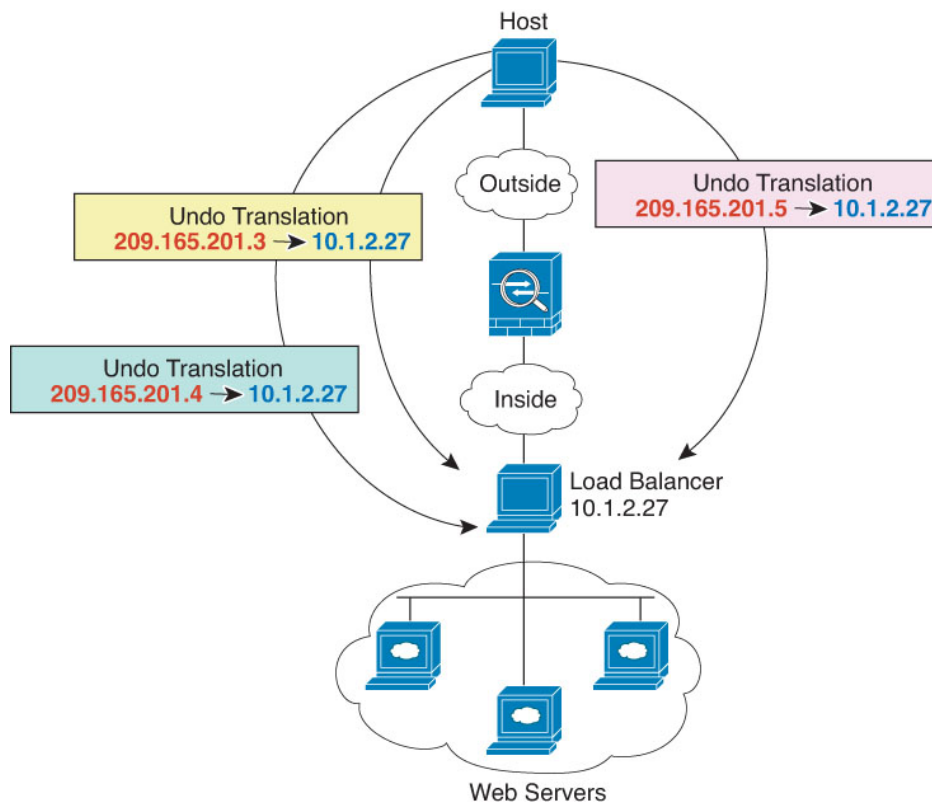 Host
Outside
Undo Translation
209.165.201.3 → 10.1.2.27
Undo Translation
209.165.201.5 → 10.1.2.27
Undo Translation
209.165.201.4 → 10.1.2.27
Inside
Load Balancer
10.1.2.27
Web Servers